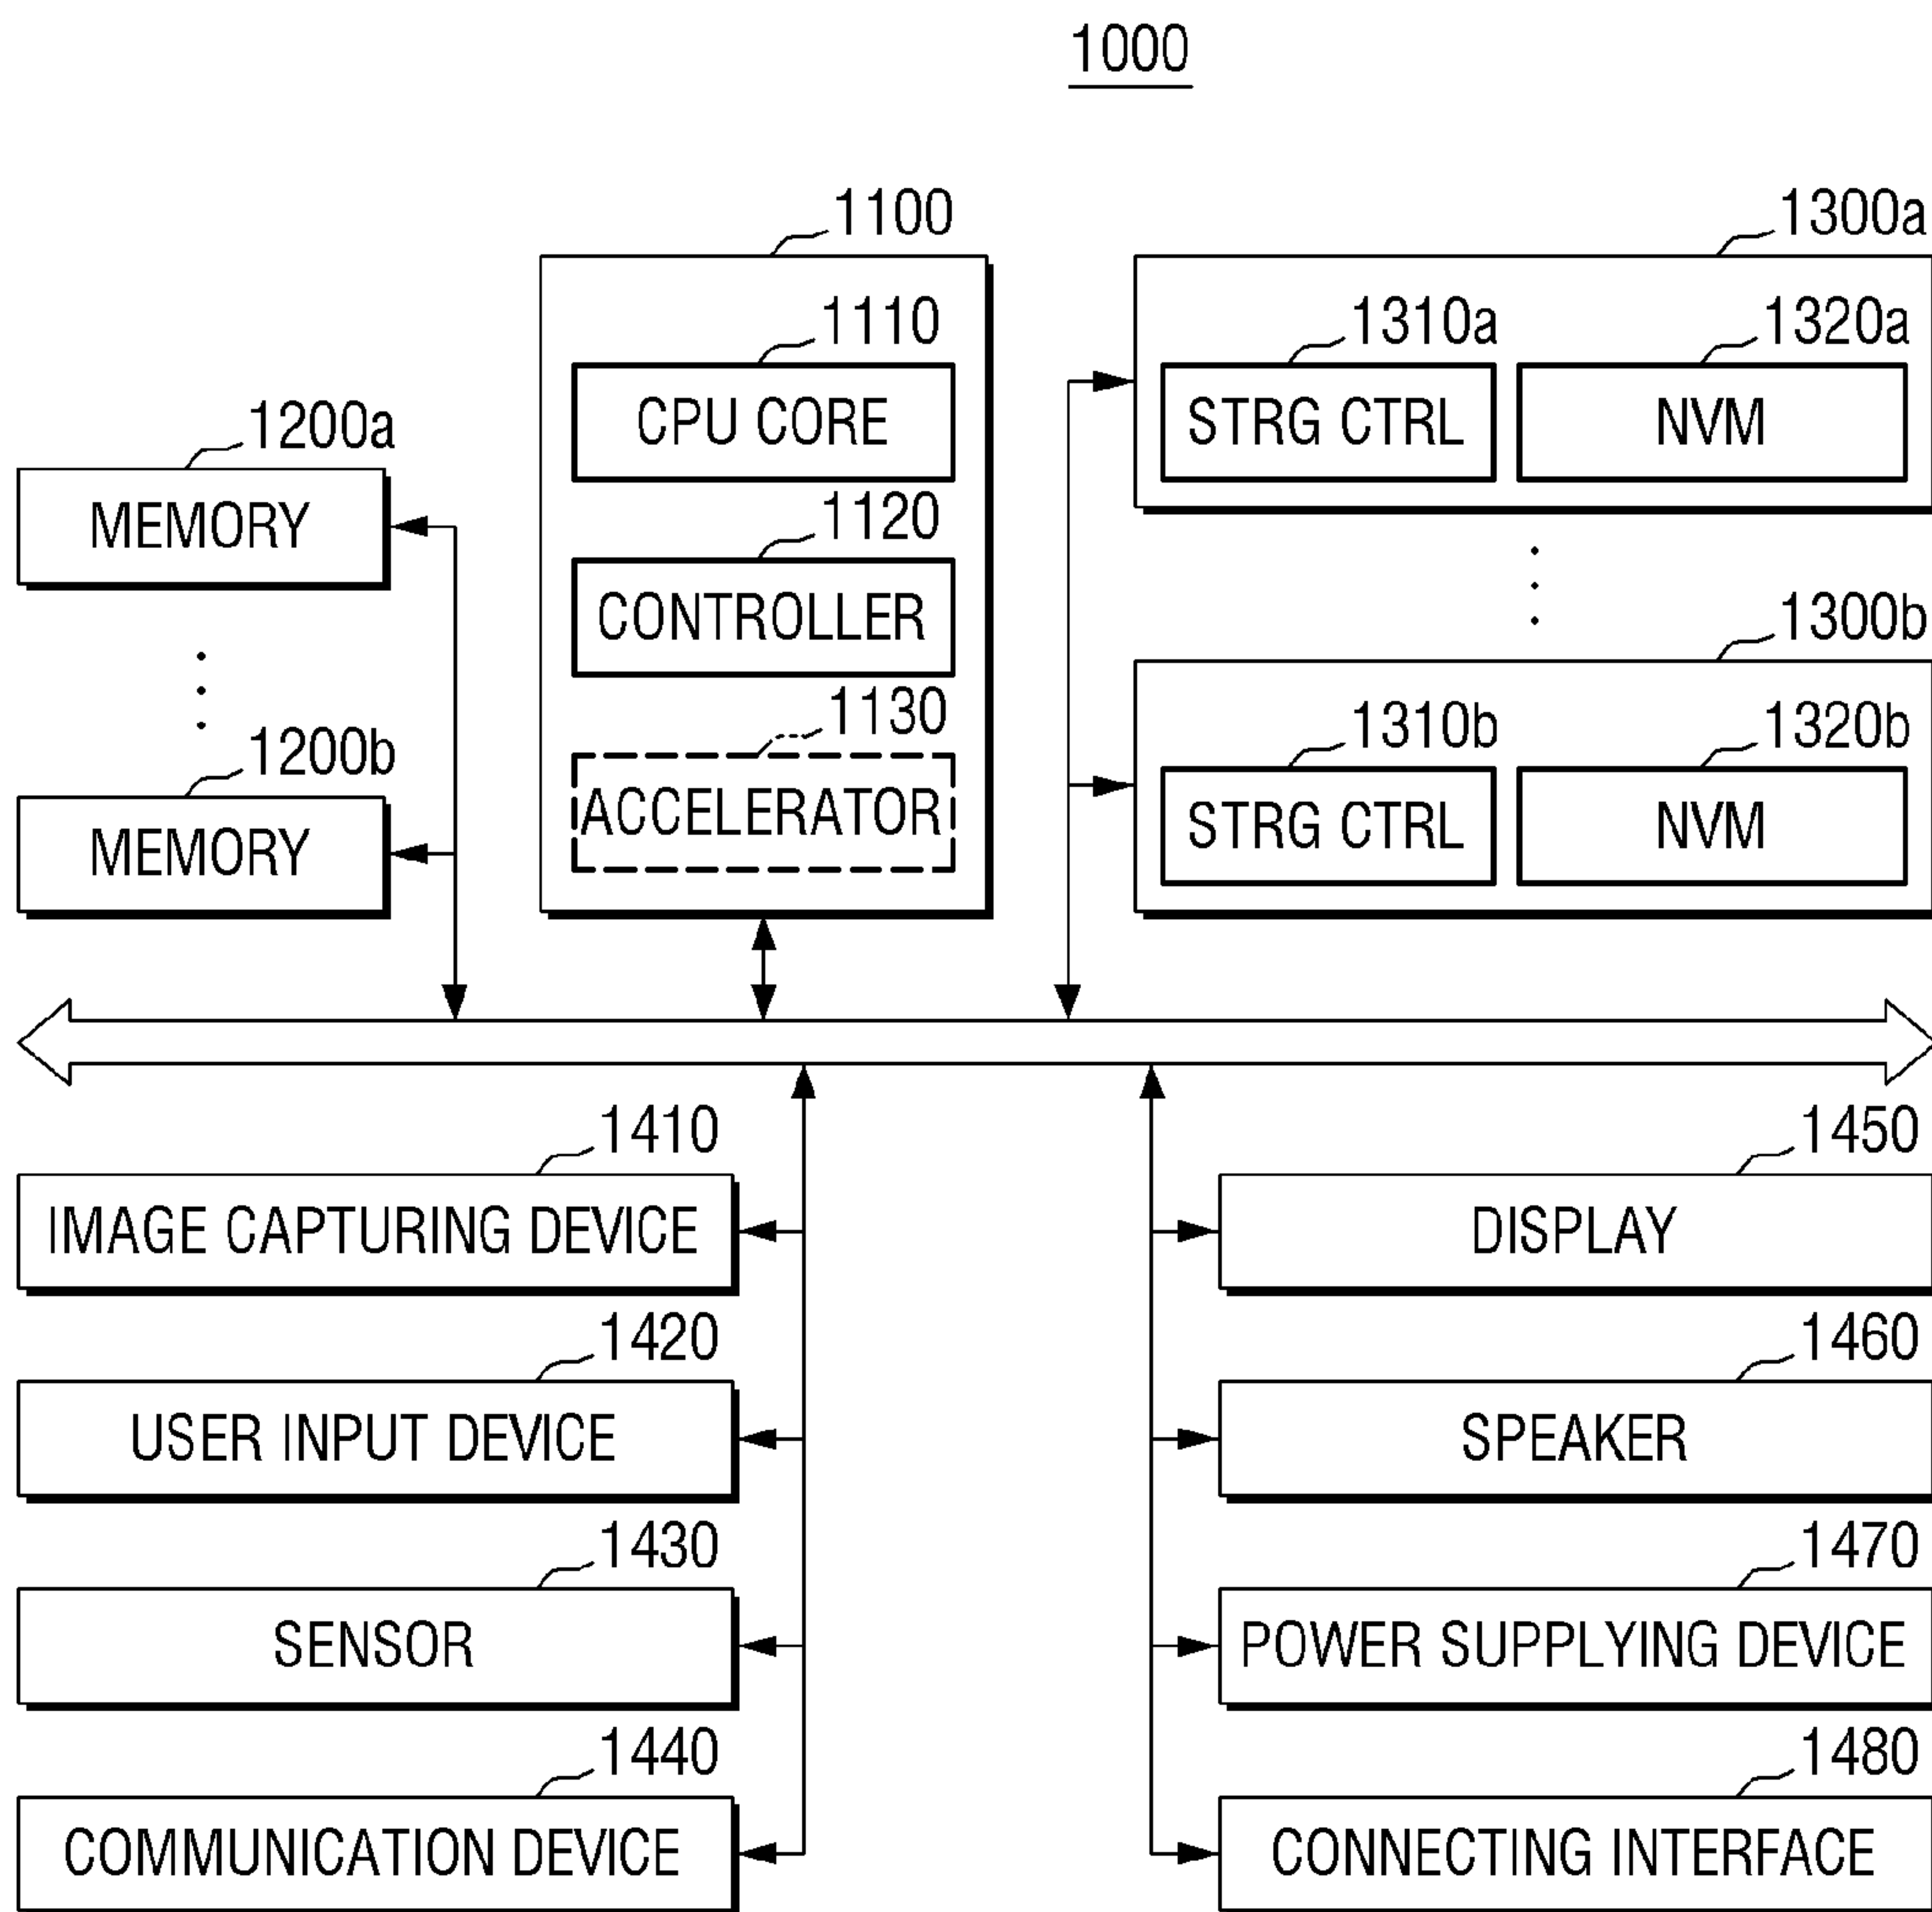 1000
1100
1300a
1110
1310a
1320a
CPU CORE
STRG CTRL
NVM
1200a
MEMORY
1120
CONTROLLER
1300b
1130
1310b
1320b
1200b
ACCELERATOR
STRG CTRL
NVM
MEMORY
1410
1450
IMAGE CAPTURING DEVICE
DISPLAY
1420
1460
USER INPUT DEVICE
SPEAKER
1430
1470
SENSOR
POWER SUPPLYING DEVICE
1440
1480
COMMUNICATION DEVICE
CONNECTING INTERFACE